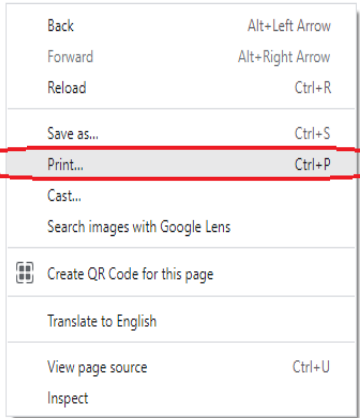 Back Alt+Left Arrow
Forward Alt+Right Arrow
Reload Ctrl+R
Save as... Ctrl+S
Print... Ctrl+P
Cast...
Search images with Google Lens
Create QR Code for this page
Translate to English
View page source Ctrl+U
Inspect